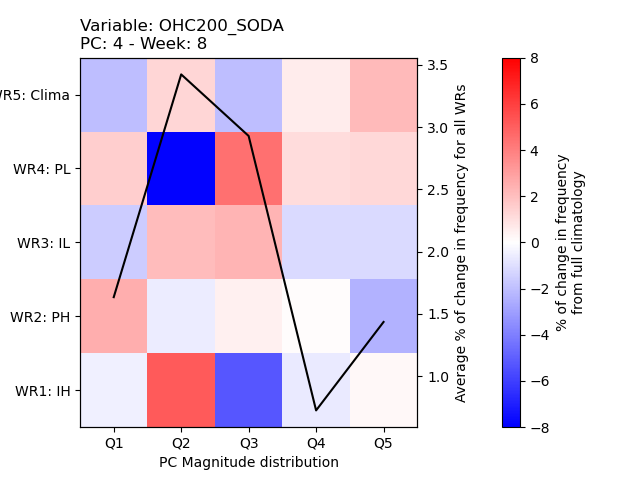 Variable: OHC200_SODA
PC: 4 - Week: 8
WR5: Clima
WR4: PL
WR3: IL
WR2: PH
WR1: IH
Q1 Q2 Q3 Q4 Q5
PC Magnitude distribution
3.5
3.0
2.5
2.0
1.5
1.0
Average % of change in frequency for all WRs
8
6
4
2
0
−2
−4
−6
−8
% of change in frequency
from full climatology